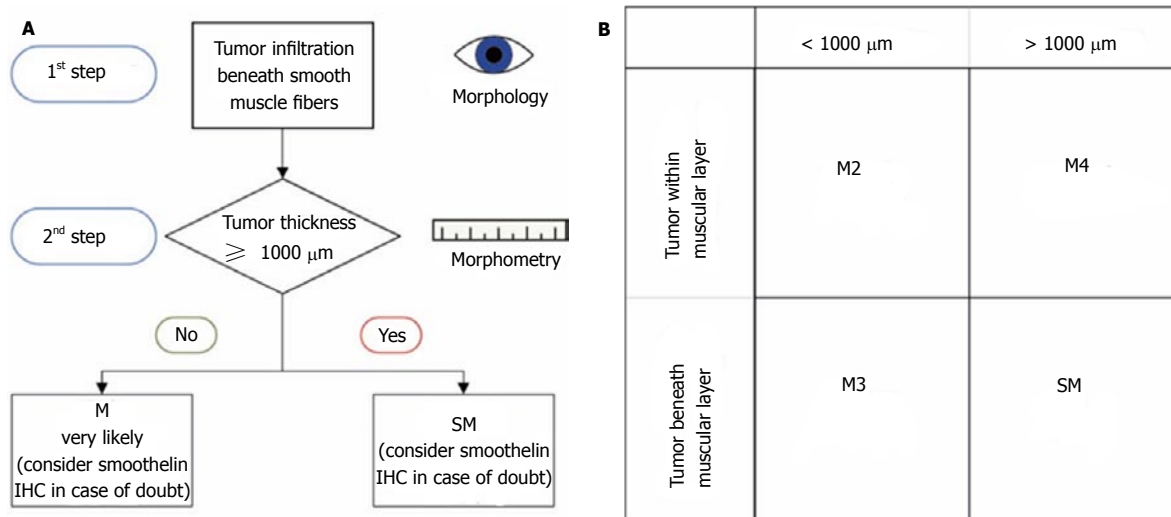 A
1st step
Tumor infiltration
beneath smooth
muscle fibers
Morphology
2nd step
Tumor thickness
⩾ 1000 μm
Morphometry
No
Yes
M
very likely
(consider smoothelin
IHC in case of doubt)
SM
(consider smoothelin
IHC in case of doubt)
B
< 1000 μm
> 1000 μm
Tumor within
muscular layer
M2
M4
Tumor beneath
muscular layer
M3
SM